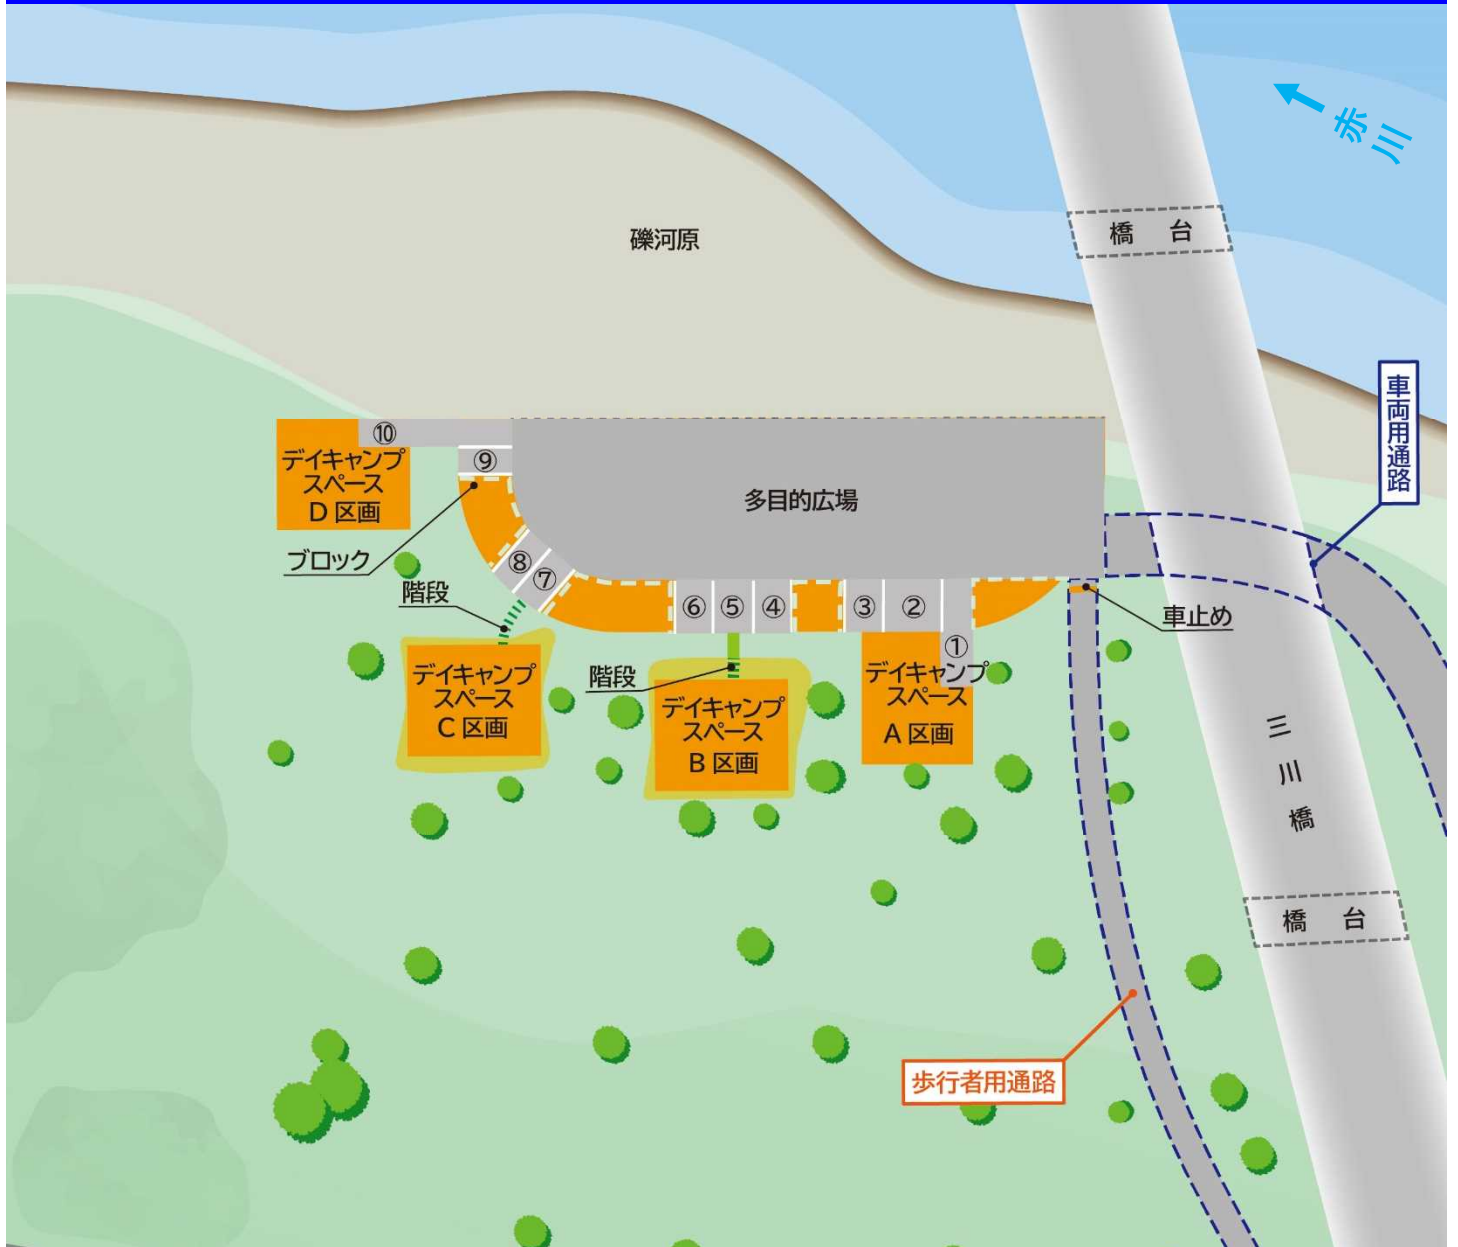 赤川
橋 台
礫河原
車両用通路
⑩
⑨
デイキャンプ
スペース
D 区画
多目的広場
ブロック
⑧
⑦
階段
⑥
⑤
④
③
②
①
車止め
デイキャンプ
スペース
C 区画
階段
デイキャンプ
スペース
B 区画
デイキャンプ
スペース
A 区画
三川橋
橋 台
歩行者用通路